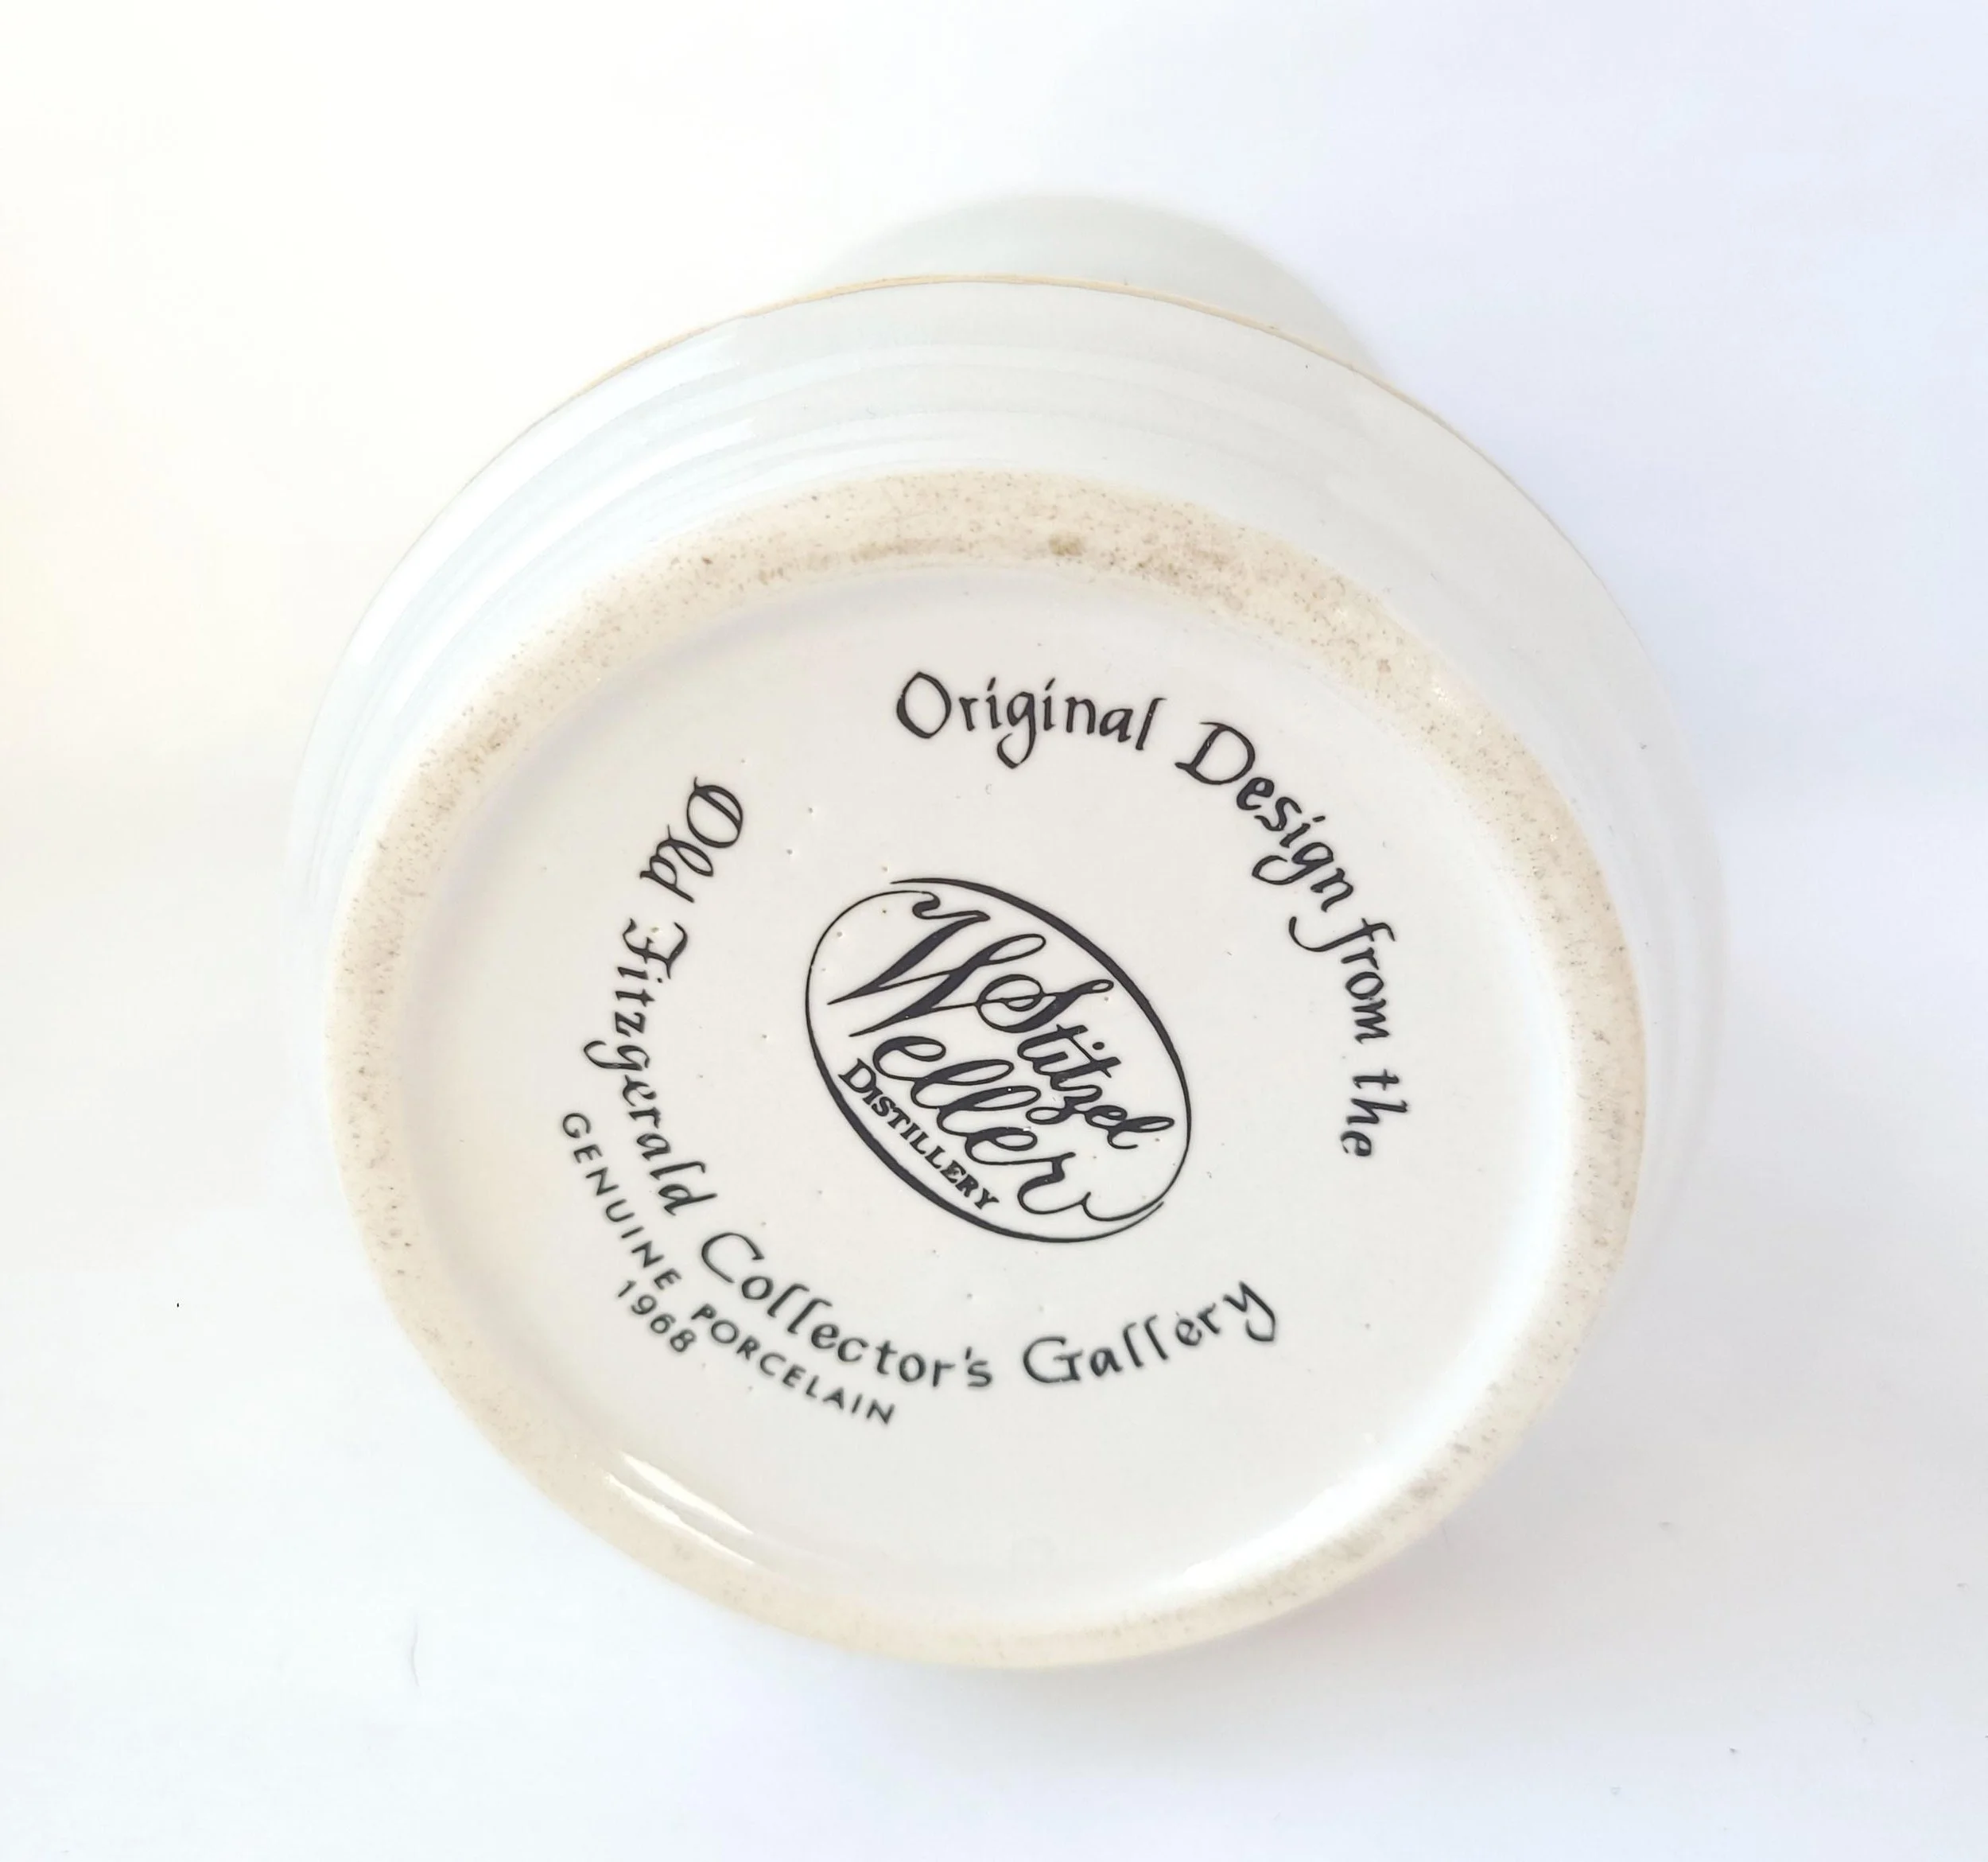 Original Design from the
Old Fitzgerald Collector's Gallery
GENUINE PORCELAIN
1968
Stitzel
Weller
DISTILLERY